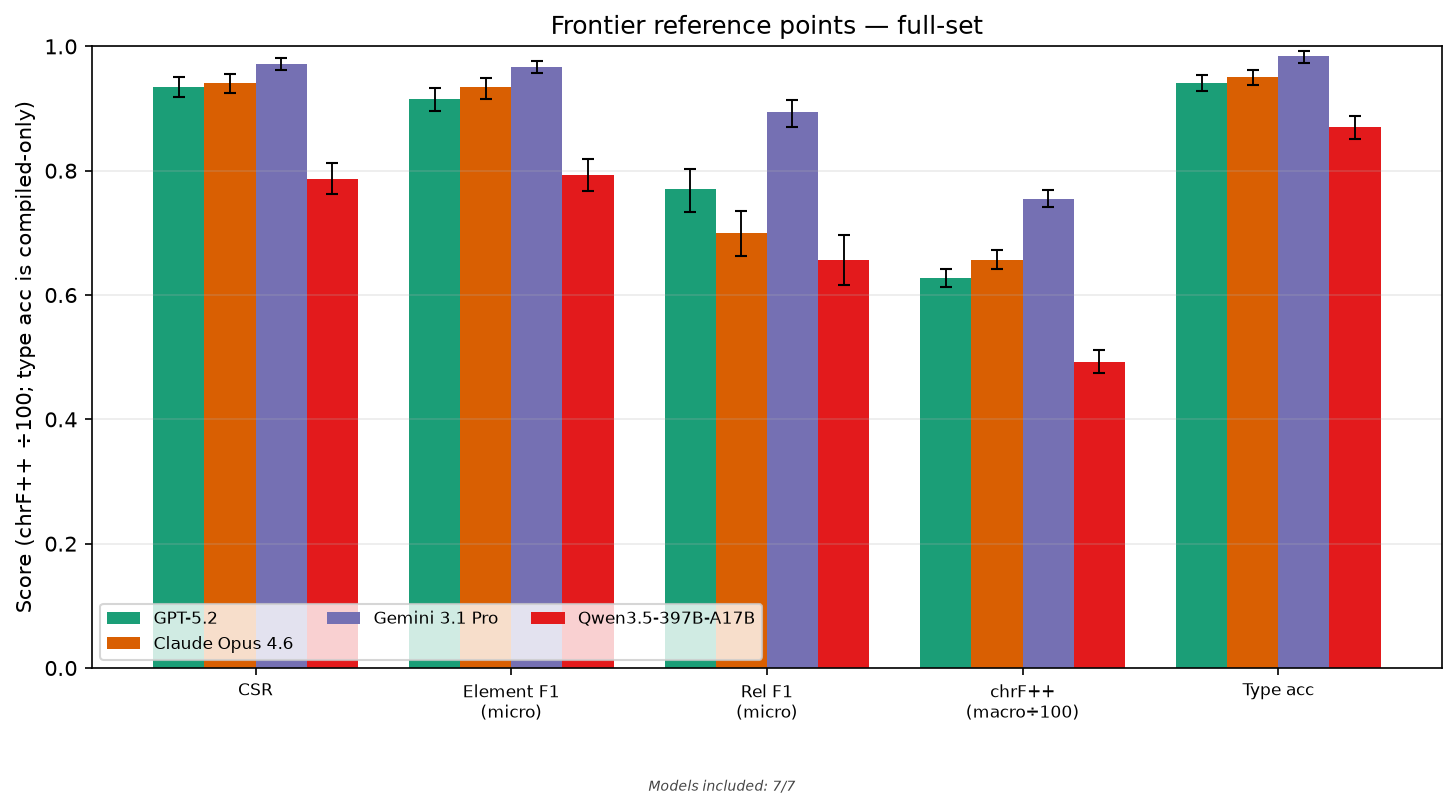 Frontier reference points — full-set
Score (chrF++ ÷100; type acc is compiled-only)
1.0
0.8
0.6
0.4
0.2
0.0
GPT-5.2
Claude Opus 4.6
Gemini 3.1 Pro
Qwen3.5-397B-A17B
CSR
Element F1
(micro)
Rel F1
(micro)
chrF++
(macro÷100)
Type acc
Models included: 7/7